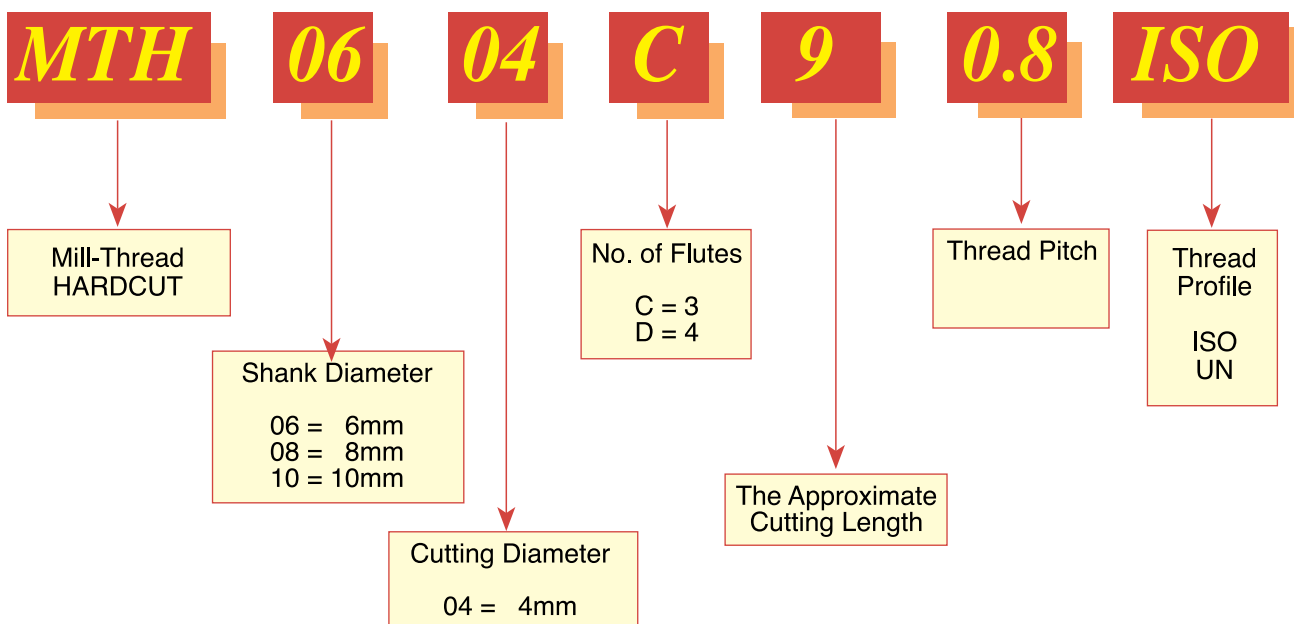 MTH 06 04 C 9 0.8 ISO
Mill-Thread
HARDCUT
Shank Diameter
06 = 6mm
08 = 8mm
10 = 10mm
Cutting Diameter
04 = 4mm
No. of Flutes
C = 3
D = 4
The Approximate
Cutting Length
Thread Pitch
Thread
Profile
ISO
UN